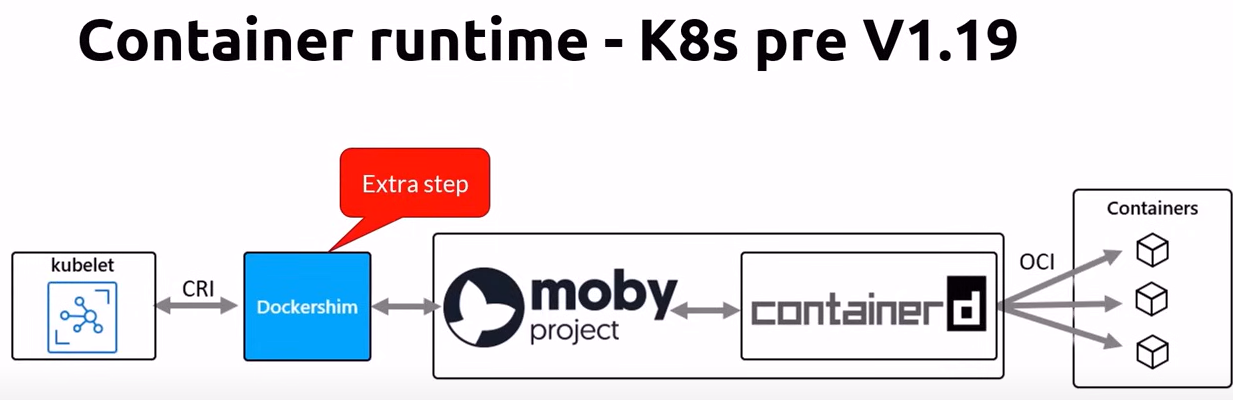 Container runtime - K8s pre V1.19
Extra step
kubelet
CRI
Dockershim
moby
project
containerd
OCI
Containers